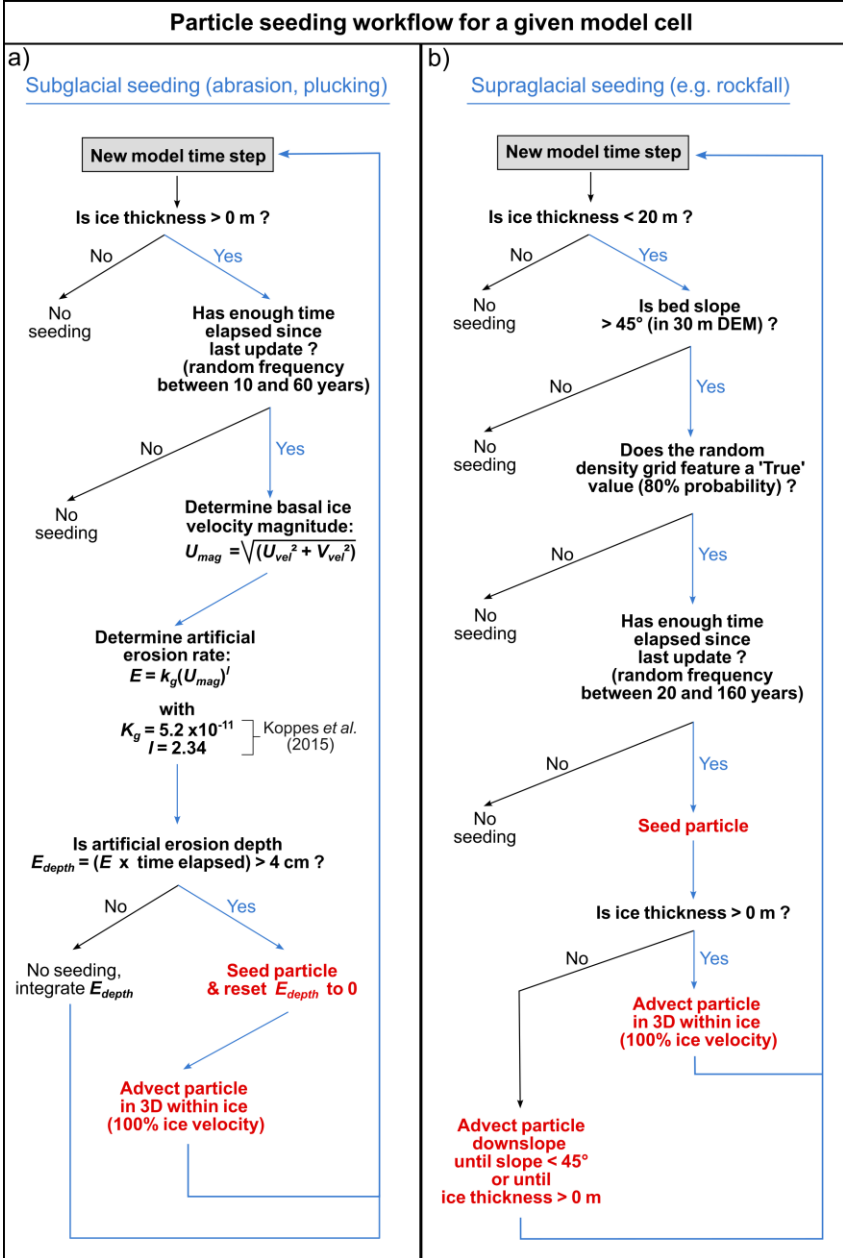 Particle seeding workflow for a given model cell
a)
Subglacial seeding (abrasion, plucking)
New model time step
Is ice thickness > 0 m ?
No
Yes
No
seeding
Has enough time
elapsed since
last update ?
(random frequency
between 10 and 60 years)
No
Yes
No
seeding
Determine basal ice
velocity magnitude:
U_mag = √(U_vel² + V_vel²)
Determine artificial
erosion rate:
E = k_g(U_mag)^l
with
K_g = 5.2 x10⁻¹¹
l = 2.34
Koppes et al.
(2015)
Is artificial erosion depth
E_depth = (E x time elapsed) > 4 cm ?
No
Yes
No seeding,
integrate E_depth
Seed particle
& reset E_depth to 0
Advect particle
in 3D within ice
(100% ice velocity)
b)
Supraglacial seeding (e.g. rockfall)
New model time step
Is ice thickness < 20 m ?
No
Yes
No
seeding
Is bed slope
> 45° (in 30 m DEM) ?
No
Yes
No
seeding
Does the random
density grid feature a 'True'
value (80% probability) ?
No
Yes
No
seeding
Has enough time
elapsed since
last update ?
(random frequency
between 20 and 160 years)
No
Yes
No
seeding
Seed particle
Is ice thickness > 0 m ?
No
Yes
Advect particle
in 3D within ice
(100% ice velocity)
Advect particle
downslope
until slope < 45°
or until
ice thickness > 0 m